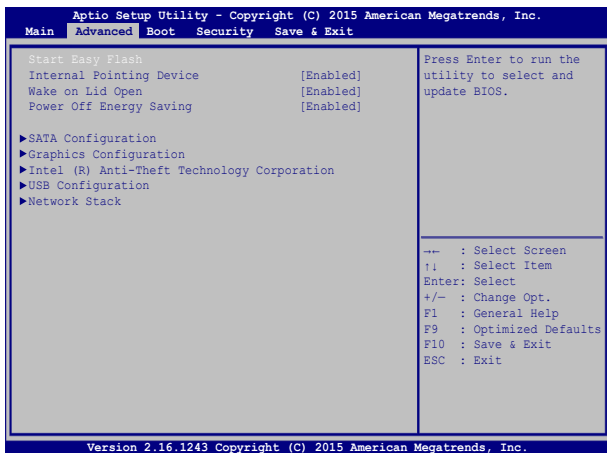 Aptio Setup Utility - Copyright (C) 2015 American Megatrends, Inc.
Main Advanced Boot Security Save & Exit
Start Easy Flash
Internal Pointing Device [Enabled]
Wake on Lid Open [Enabled]
Power Off Energy Saving [Enabled]
▶SATA Configuration
▶Graphics Configuration
▶Intel (R) Anti-Theft Technology Corporation
▶USB Configuration
▶Network Stack
Press Enter to run the
utility to select and
update BIOS.
→← : Select Screen
↑↓ : Select Item
Enter: Select
+/— : Change Opt.
F1 : General Help
F9 : Optimized Defaults
F10 : Save & Exit
ESC : Exit
Version 2.16.1243 Copyright (C) 2015 American Megatrends, Inc.